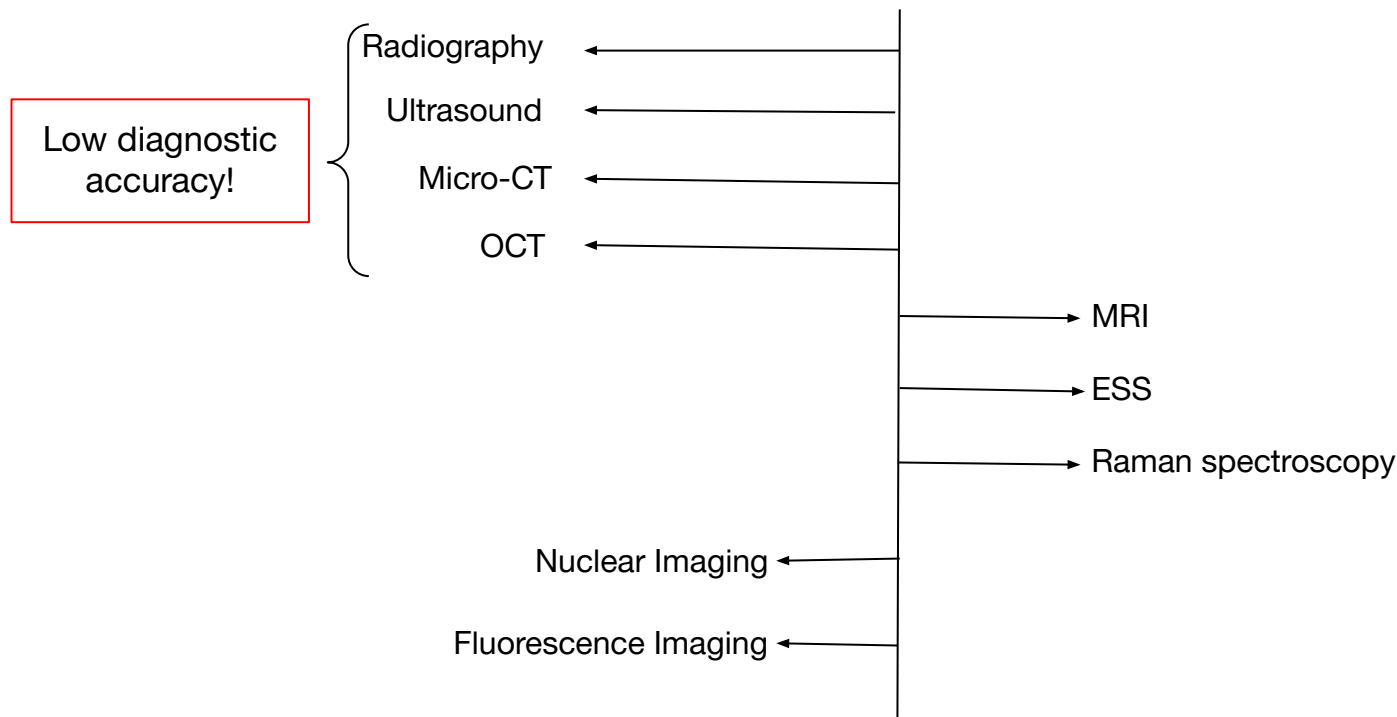 Radiography
Ultrasound
Low diagnostic
accuracy!
Micro-CT
OCT
MRI
ESS
Raman spectroscopy
Nuclear Imaging
Fluorescence Imaging